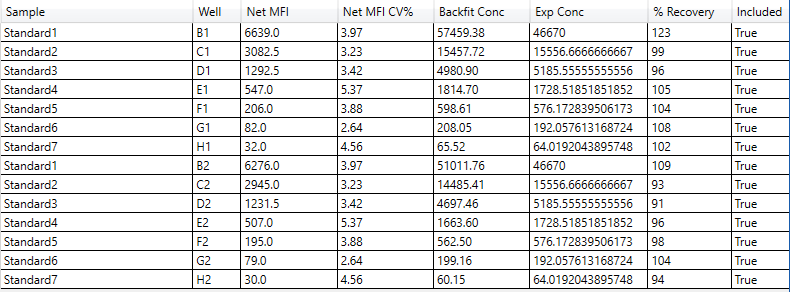 Sample Well Net MFI Net MFI CV% Backfit Conc Exp Conc % Recovery Included
Standard1 B1 6639.0 3.97 57459.38 46670 123 True
Standard2 C1 3082.5 3.23 15457.72 15556.6666666667 99 True
Standard3 D1 1292.5 3.42 4980.90 5185.55555555556 96 True
Standard4 E1 547.0 5.37 1814.70 1728.51851851852 105 True
Standard5 F1 206.0 3.88 598.61 576.172839506173 104 True
Standard6 G1 82.0 2.64 208.05 192.057613168724 108 True
Standard7 H1 32.0 4.56 65.52 64.0192043895748 102 True
Standard1 B2 6276.0 3.97 51011.76 46670 109 True
Standard2 C2 2945.0 3.23 14485.41 15556.6666666667 93 True
Standard3 D2 1231.5 3.42 4697.46 5185.55555555556 91 True
Standard4 E2 507.0 5.37 1663.60 1728.51851851852 96 True
Standard5 F2 195.0 3.88 562.50 576.172839506173 98 True
Standard6 G2 79.0 2.64 199.16 192.057613168724 104 True
Standard7 H2 30.0 4.56 60.15 64.0192043895748 94 True